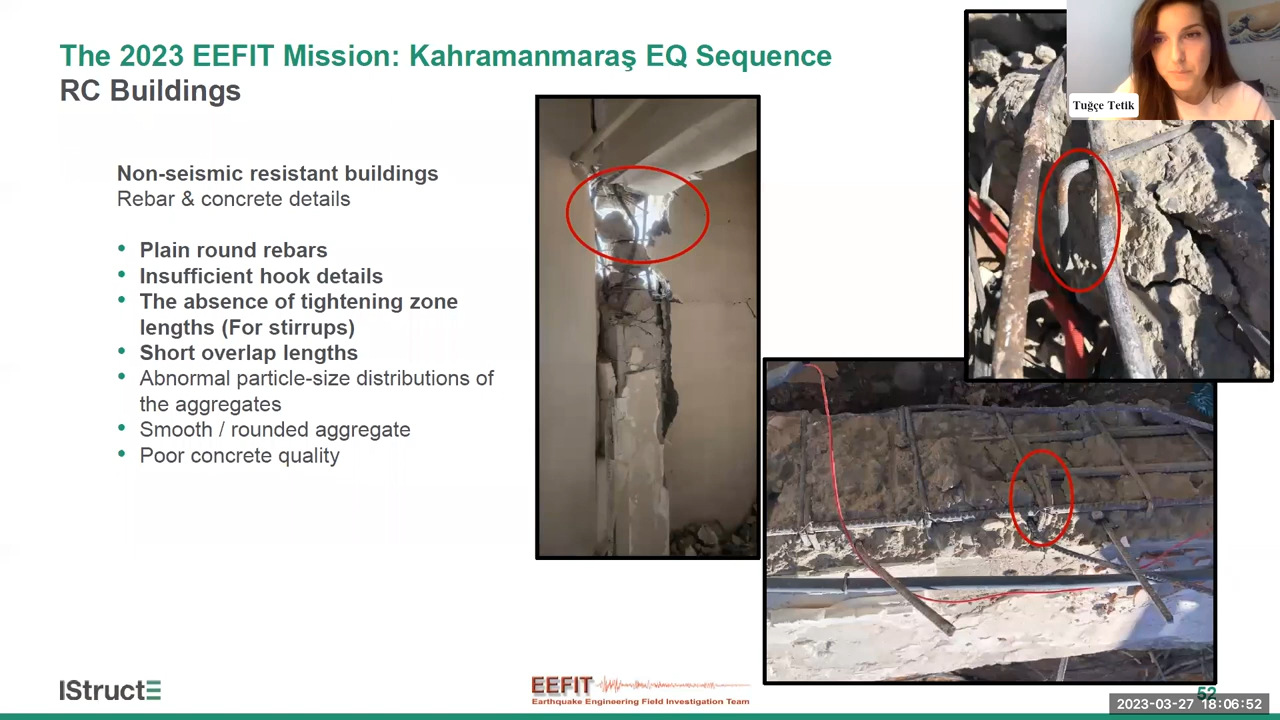 The 2023 EEFIT Mission: Kahramanmaraş EQ Sequence
RC Buildings
Tuğçe Tetik
Non-seismic resistant buildings
Rebar & concrete details
• Plain round rebars
• Insufficient hook details
• The absence of tightening zone
lengths (For stirrups)
• Short overlap lengths
• Abnormal particle-size distributions of
the aggregates
• Smooth / rounded aggregate
• Poor concrete quality
IStructE
EEFIT
Earthquake Engineering Field Investigation Team
52
2023-03-27 18:06:52